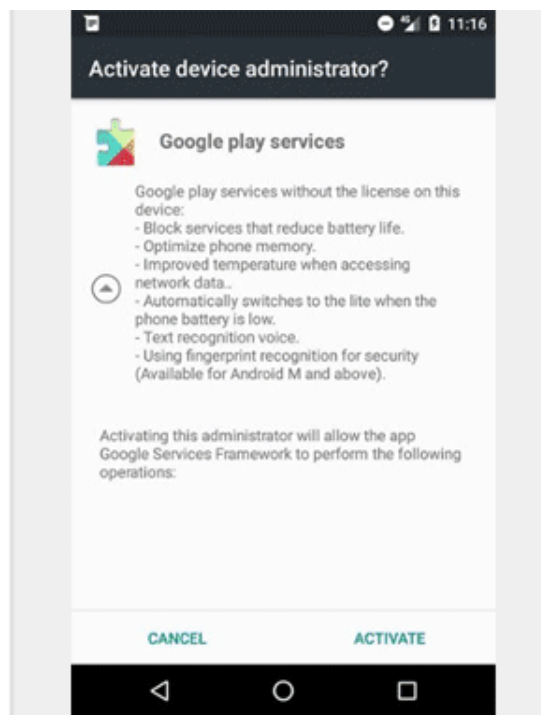 4G 11:16
Activate device administrator?
Google play services
Google play services without the license on this
device:
- Block services that reduce battery life.
- Optimize phone memory.
- Improved temperature when accessing
network data..
- Automatically switches to the lite when the
phone battery is low.
- Text recognition voice.
- Using fingerprint recognition for security
(Available for Android M and above).
Activating this administrator will allow the app
Google Services Framework to perform the following
operations:
CANCEL ACTIVATE